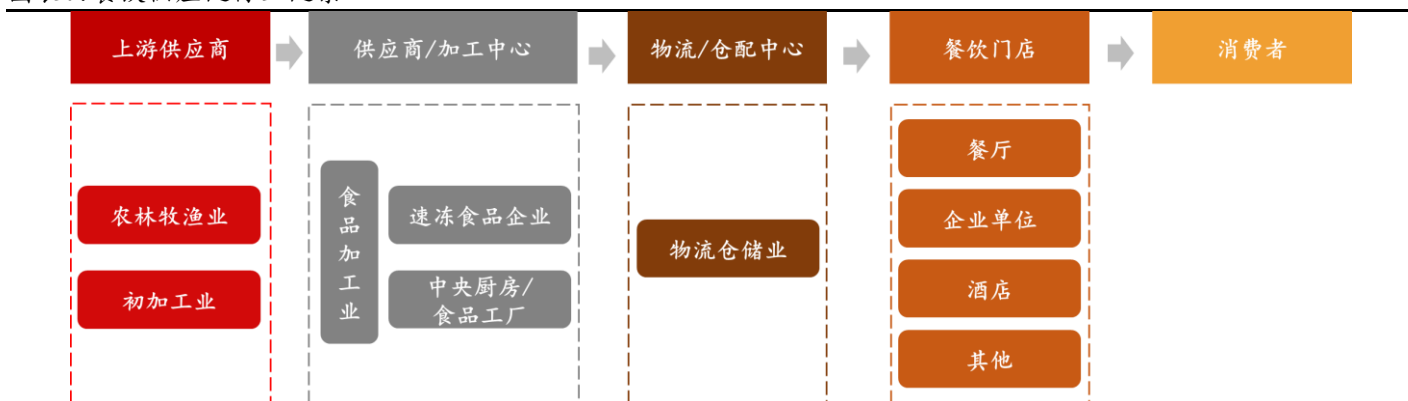 上游供应商
供应商/加工中心
物流/仓配中心
餐饮门店
消费者
农林牧渔业
初加工业
食品加工业
速冻食品企业
中央厨房/
食品工厂
物流仓储业
餐厅
企业单位
酒店
其他